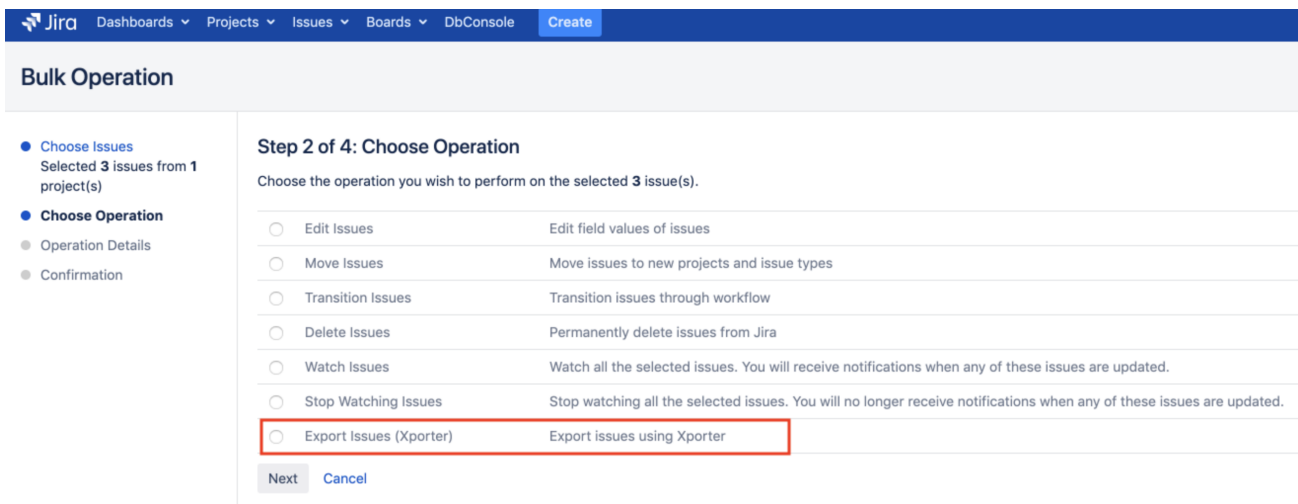 Jira Dashboards Projects Issues Boards DbConsole Create
Bulk Operation
Choose Issues
Selected 3 issues from 1
project(s)
Choose Operation
Operation Details
Confirmation
Step 2 of 4: Choose Operation
Choose the operation you wish to perform on the selected 3 issue(s).
Edit Issues Edit field values of issues
Move Issues Move issues to new projects and issue types
Transition Issues Transition issues through workflow
Delete Issues Permanently delete issues from Jira
Watch Issues Watch all the selected issues. You will receive notifications when any of these issues are updated.
Stop Watching Issues Stop watching all the selected issues. You will no longer receive notifications when any of these issues are updated.
Export Issues (Xporter) Export issues using Xporter
Next Cancel